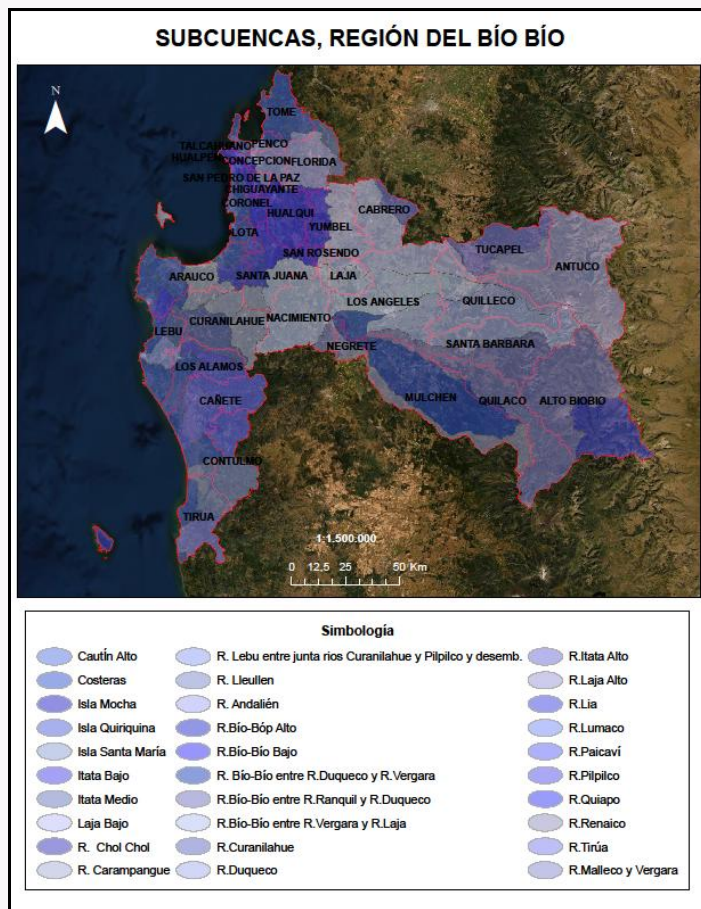 SUBCUENCAS, REGIÓN DEL BÍO BÍO
N
TOME
TALCAHUANO
PENCO
HUALPEN
CONCEPCION
FLORIDA
SAN PEDRO DE LA PAZ
CHIGUAYANTE
CORONEL
CABRERO
HUALQUI
LOTA
YUMBEL
TUCAPEL
SAN ROSENDO
ANTUCO
ARAUCO
SANTA JUANA
LAJA
LOS ANGELES
QUILLECO
CURANILAHUE
NACIMIENTO
LEBU
NEGRETE
SANTA BARBARA
LOS ALAMOS
MULCHEN
QUILACO
ALTO BIOBIO
CAÑETE
CONTULMO
TIRUA
1:1.500.000
0 12,5 25 50 Km
Simbología
Cautín Alto
Costeras
Isla Mocha
Isla Quiriquina
Isla Santa María
Itata Bajo
Itata Medio
Laja Bajo
R. Chol Chol
R. Carampangue
R. Lebu entre junta rios Curanilahue y Pilpilco y desemb.
R. Lleullen
R. Andalién
R.Bío-Bóp Alto
R.Bío-Bío Bajo
R. Bío-Bío entre R.Duqueco y R.Vergara
R.Bío-Bío entre R.Ranquil y R.Duqueco
R.Bío-Bío entre R.Vergara y R.Laja
R.Curanilahue
R.Duqueco
R.Itata Alto
R.Laja Alto
R.Lia
R.Lumaco
R.Paicaví
R.Pilpilco
R.Quiapo
R.Renaico
R.Tirúa
R.Malleco y Vergara